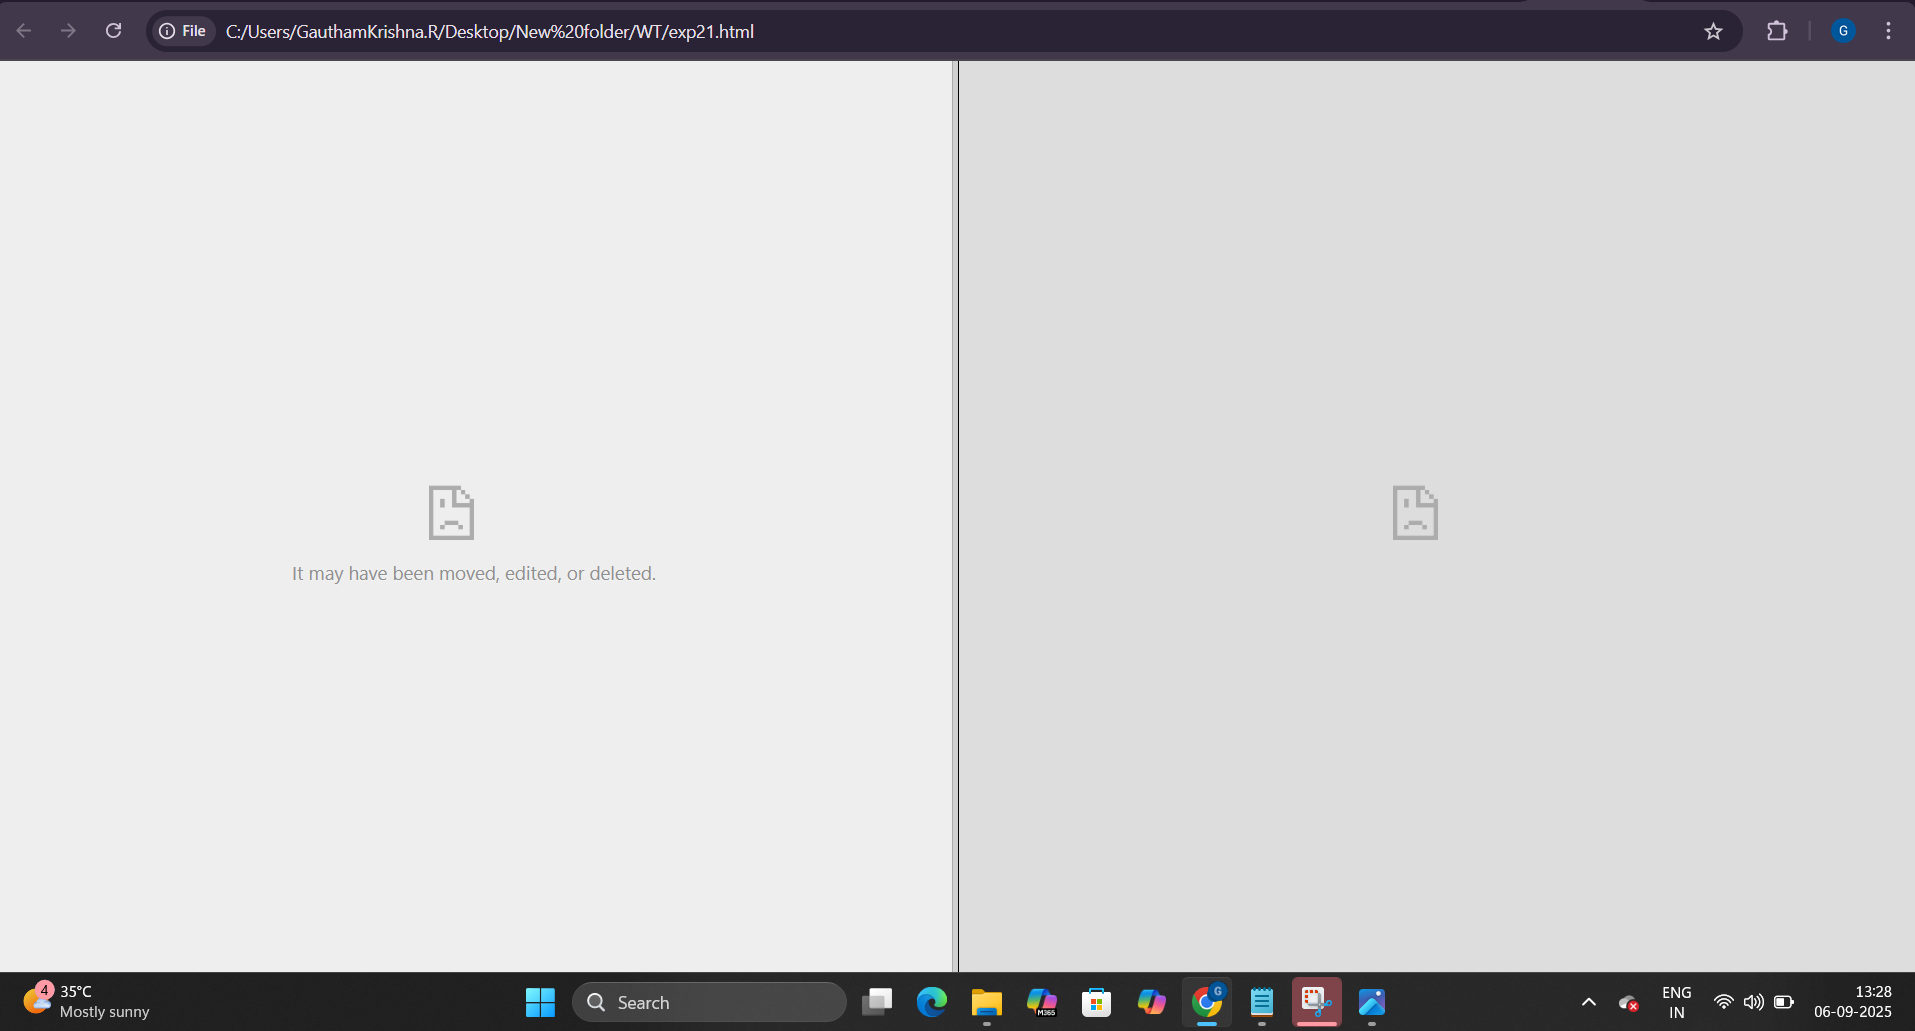 File
C:/Users/GauthamKrishna.R/Desktop/New%20folder/WT/exp21.html
G
It may have been moved, edited, or deleted.
4
35°C
Mostly sunny
Search
M365
G
ENG
IN
13:28
06-09-2025